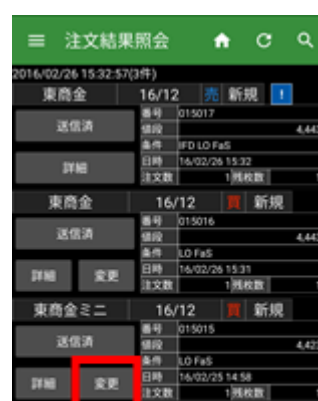 注文結果照会
2016/02/26 15:32:57(3件)
東商金 16/12 売 新規 !
送信済
詳細
番号 015017
値段 4,44
条件 IFD LO FaS
日時 16/02/26 15:32
注文数 1 残枚数
東商金 16/12 買 新規
送信済
詳細 変更
番号 015016
値段 4,44
条件 LO FaS
日時 16/02/26 15:31
注文数 1 残枚数
東商金ミニ 16/12 買 新規
送信済
詳細 変更
番号 015015
値段 4,42
条件 LO FaS
日時 16/02/25 14:58
注文数 1 残枚数